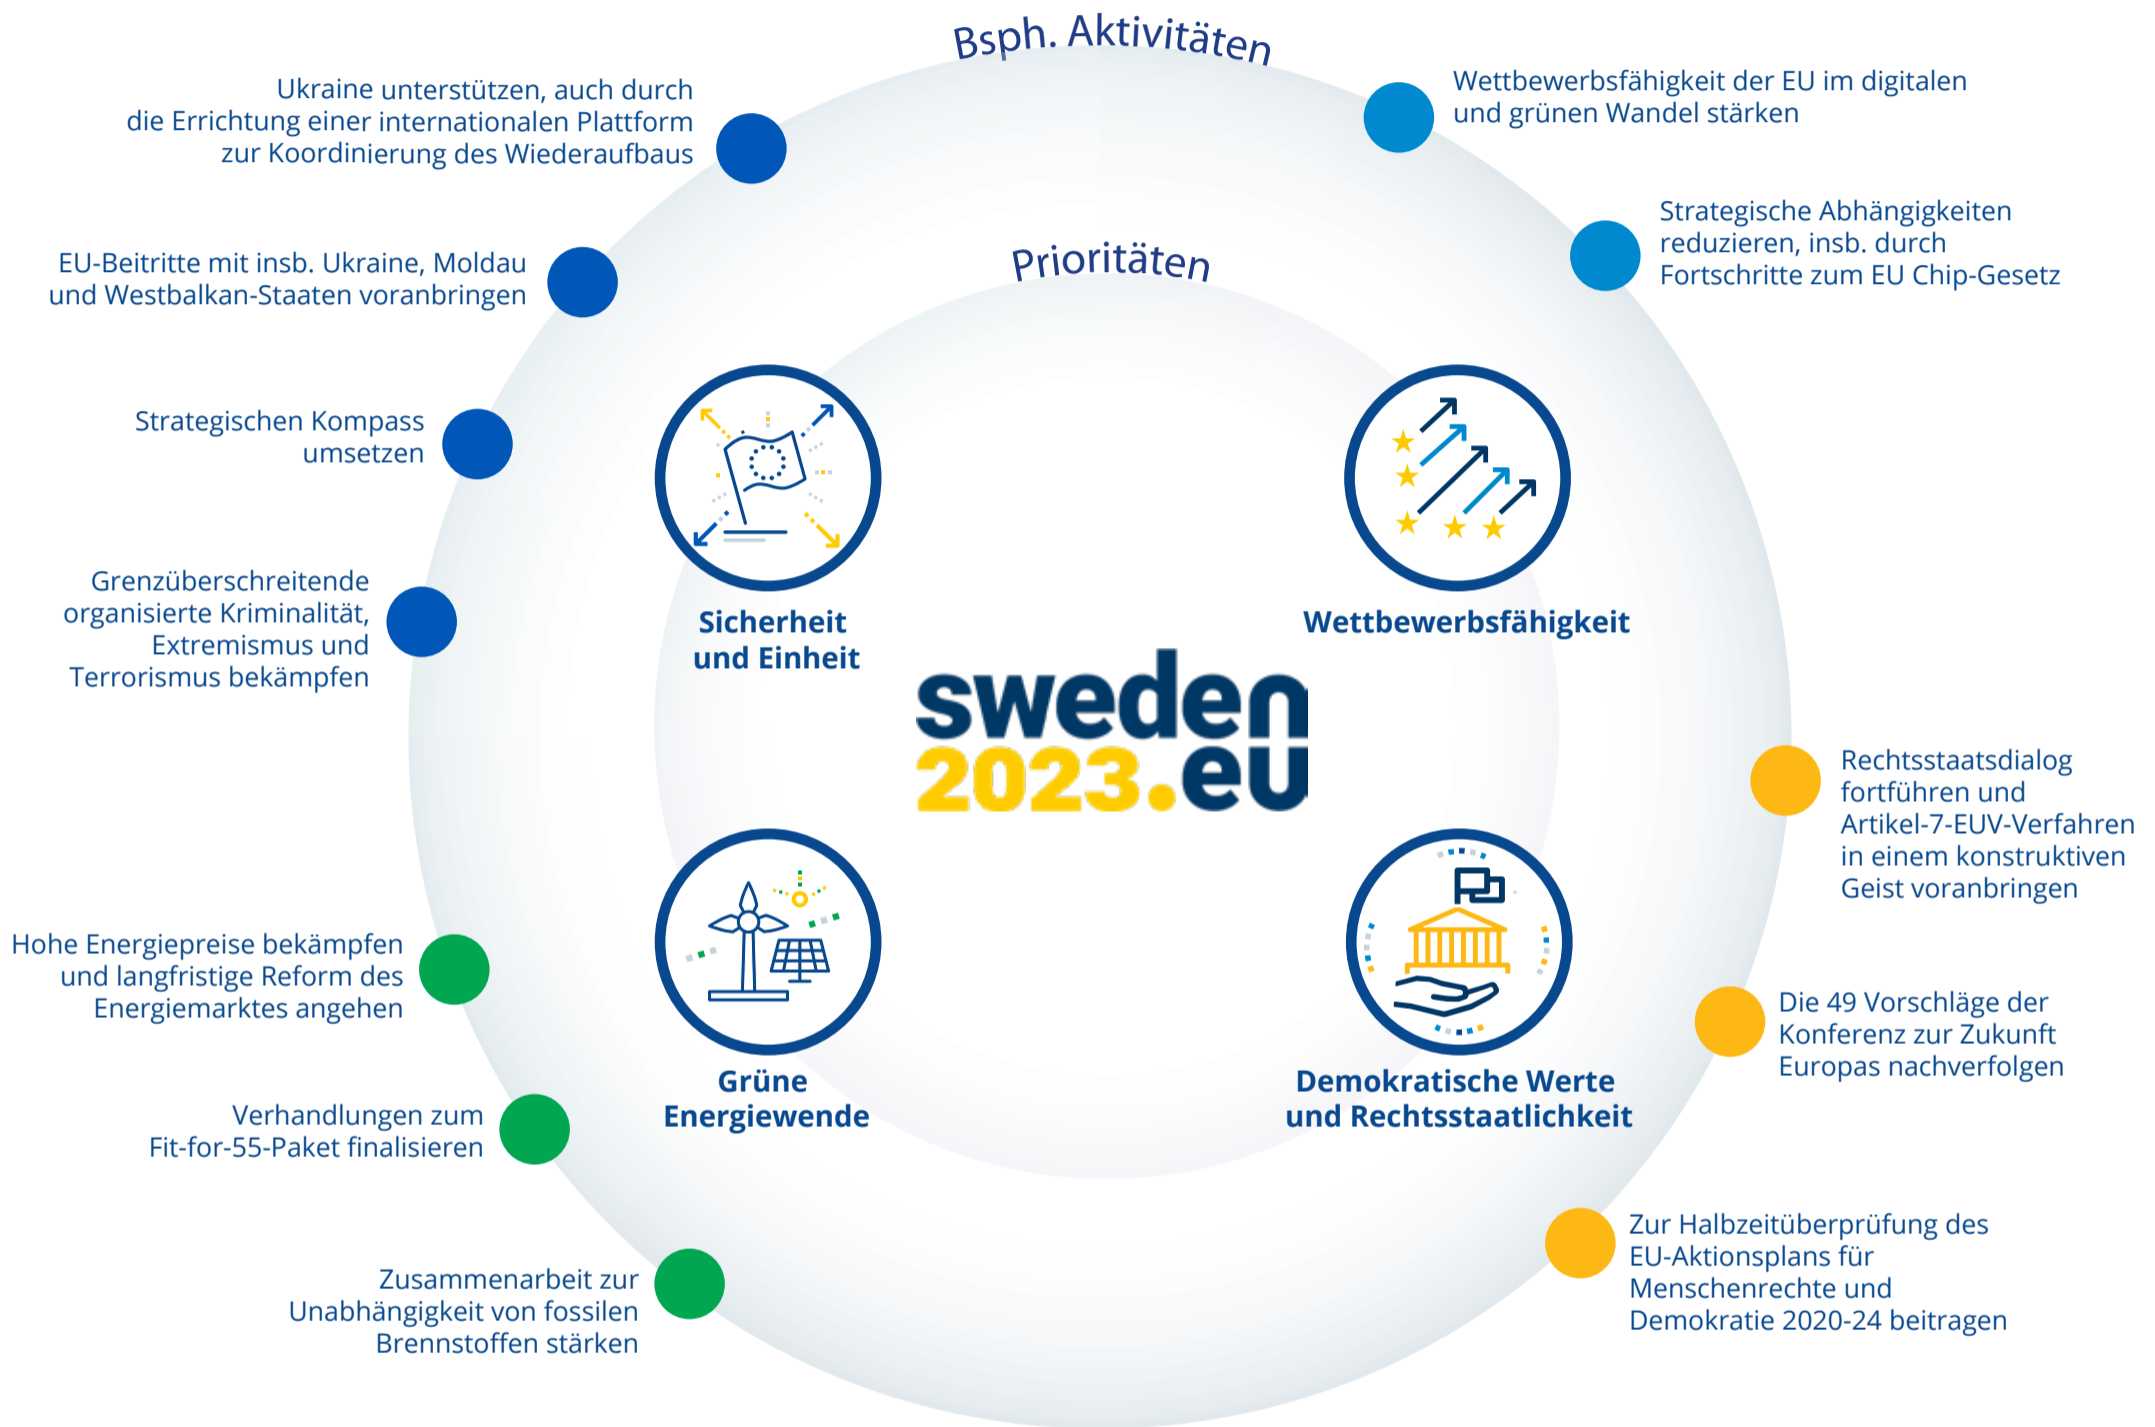 Bsph. Aktivitäten
Prioritäten
Ukraine unterstützen, auch durch
die Errichtung einer internationalen Plattform
zur Koordinierung des Wiederaufbaus
EU-Beitritte mit insb. Ukraine, Moldau
und Westbalkan-Staaten voranbringen
Strategischen Kompass
umsetzen
Grenzüberschreitende
organisierte Kriminalität,
Extremismus und
Terrorismus bekämpfen
Sicherheit
und Einheit
Wettbewerbsfähigkeit der EU im digitalen
und grünen Wandel stärken
Strategische Abhängigkeiten
reduzieren, insb. durch
Fortschritte zum EU Chip-Gesetz
Wettbewerbsfähigkeit
sweden
2023.eu
Hohe Energiepreise bekämpfen
und langfristige Reform des
Energiemarktes angehen
Verhandlungen zum
Fit-for-55-Paket finalisieren
Zusammenarbeit zur
Unabhängigkeit von fossilen
Brennstoffen stärken
Grüne
Energiewende
Demokratische Werte
und Rechtsstaatlichkeit
Rechtsstaatsdialog
fortführen und
Artikel-7-EUV-Verfahren
in einem konstruktiven
Geist voranbringen
Die 49 Vorschläge der
Konferenz zur Zukunft
Europas nachverfolgen
Zur Halbzeitüberprüfung des
EU-Aktionsplans für
Menschenrechte und
Demokratie 2020-24 beitragen